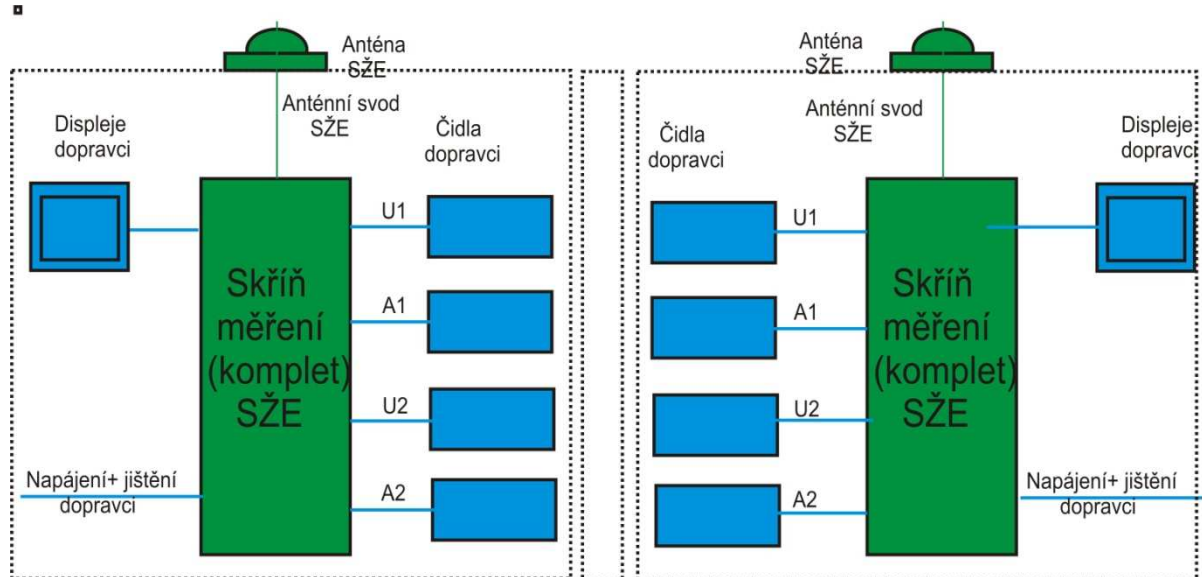 Anténa
SŽE
Anténní svod
SŽE
Displeje
dopravci
Čidla
dopravci
U1
A1
U2
A2
Skříň
měření
(komplet)
SŽE
Napájení+ jištění
dopravci
Anténa
SŽE
Anténní svod
SŽE
Čidla
dopravci
Displeje
dopravci
U1
A1
U2
A2
Skříň
měření
(komplet)
SŽE
Napájení+ jištění
dopravci